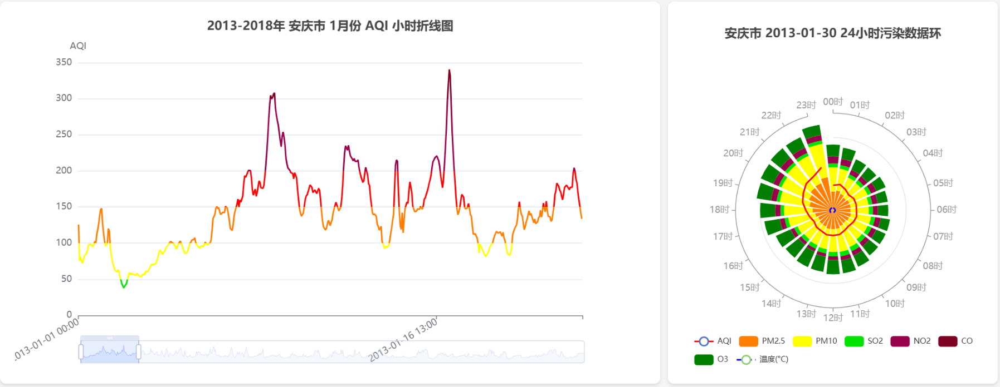 2013-2018年 安庆市 1月份 AQI 小时折线图
AQI
350
300
250
200
150
100
50
0
013-01-01 00:00
2013-01-16 13:00
安庆市 2013-01-30 24小时污染数据环
00时
01时
02时
03时
04时
05时
06时
07时
08时
09时
10时
11时
12时
13时
14时
15时
16时
17时
18时
19时
20时
21时
22时
23时
AQI PM2.5 PM10 SO2 NO2 CO
O3 温度(°C)